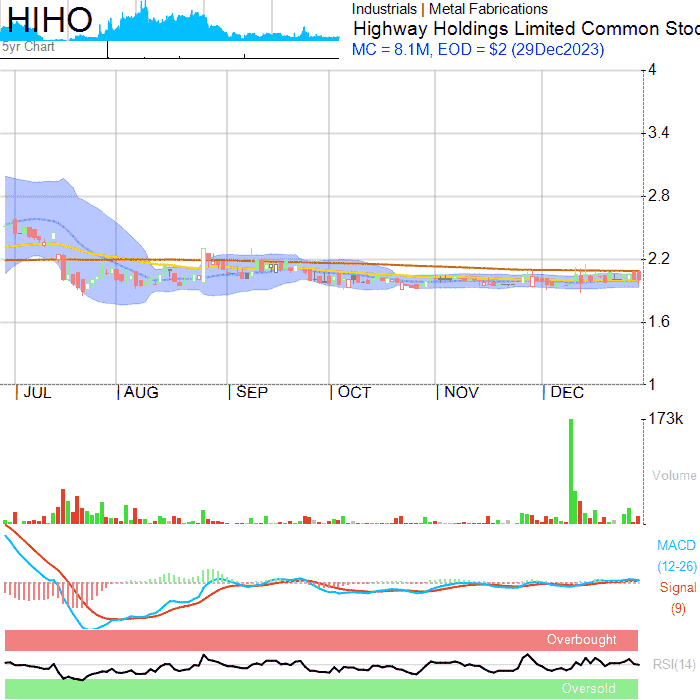 HIHO
5yr Chart
Industrials | Metal Fabrications
Highway Holdings Limited Common Stoc
MC = 8.1M, EOD = $2 (29Dec2023)
4
3.4
2.8
2.2
1.6
1
| JUL | AUG | SEP | OCT | NOV | DEC
173k
Volume
MACD
(12-26)
Signal
(9)
Overbought
RSI(14)
Oversold